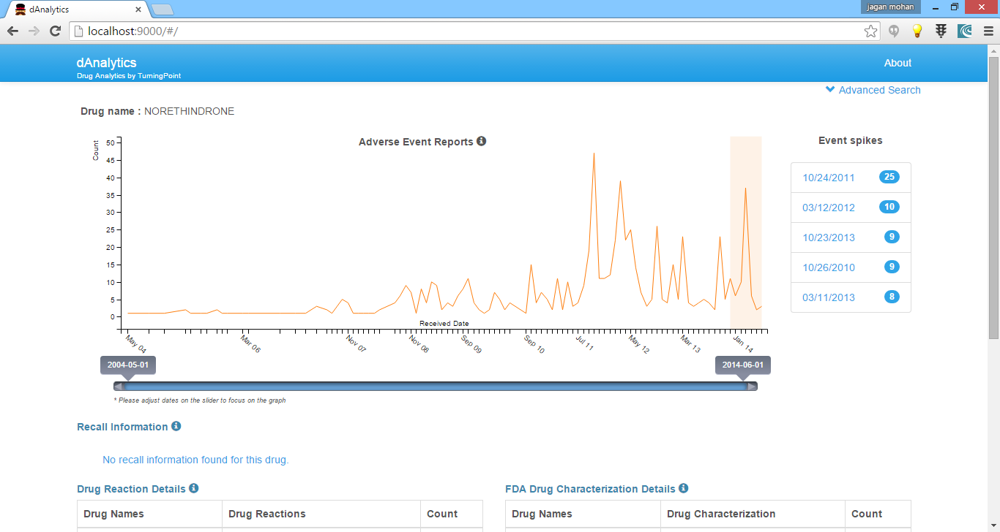 dAnalytics
jagan mohan
localhost:9000/#/
dAnalytics
Drug Analytics by TurningPoint
About
Advanced Search
Drug name : NORETHINDRONE
Adverse Event Reports
Count
50
45
40
35
30
25
20
15
10
5
0
Received Date
May 04
Mar 06
Nov 07
Nov 08
Sep 09
Sep 10
Jul 11
May 12
Mar 13
Jan 14
Event spikes
10/24/2011 25
03/12/2012 10
10/23/2013 9
10/26/2010 9
03/11/2013 8
2004-05-01
2014-06-01
* Please adjust dates on the slider to focus on the graph
Recall Information
No recall information found for this drug.
Drug Reaction Details
Drug Names Drug Reactions Count
FDA Drug Characterization Details
Drug Names Drug Characterization Count